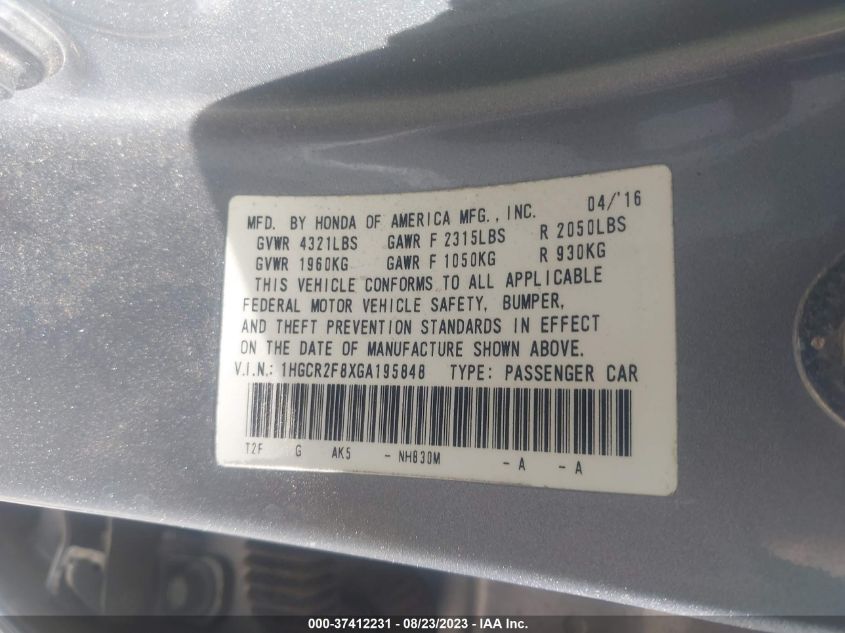 MFD. BY HONDA OF AMERICA MFG., INC. 04/'16
GVWR 4321LBS GAWR F 2315LBS R 2050LBS
GVWR 1960KG GAWR F 1050KG R 930KG
THIS VEHICLE CONFORMS TO ALL APPLICABLE
FEDERAL MOTOR VEHICLE SAFETY, BUMPER,
AND THEFT PREVENTION STANDARDS IN EFFECT
ON THE DATE OF MANUFACTURE SHOWN ABOVE.
V.I.N.: 1HGCR2F8XGA195848 TYPE: PASSENGER CAR
T2F G AK5 - NH830M - A - A
000-37412231 - 08/23/2023 - IAA Inc.